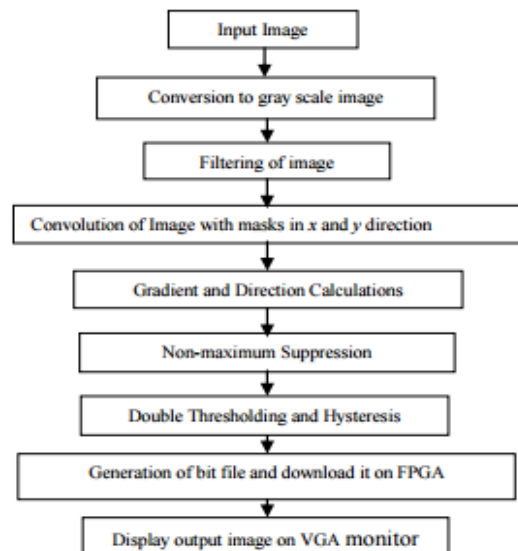 Input Image
Conversion to gray scale image
Filtering of image
Convolution of Image with masks in x and y direction
Gradient and Direction Calculations
Non-maximum Suppression
Double Thresholding and Hysteresis
Generation of bit file and download it on FPGA
Display output image on VGA monitor